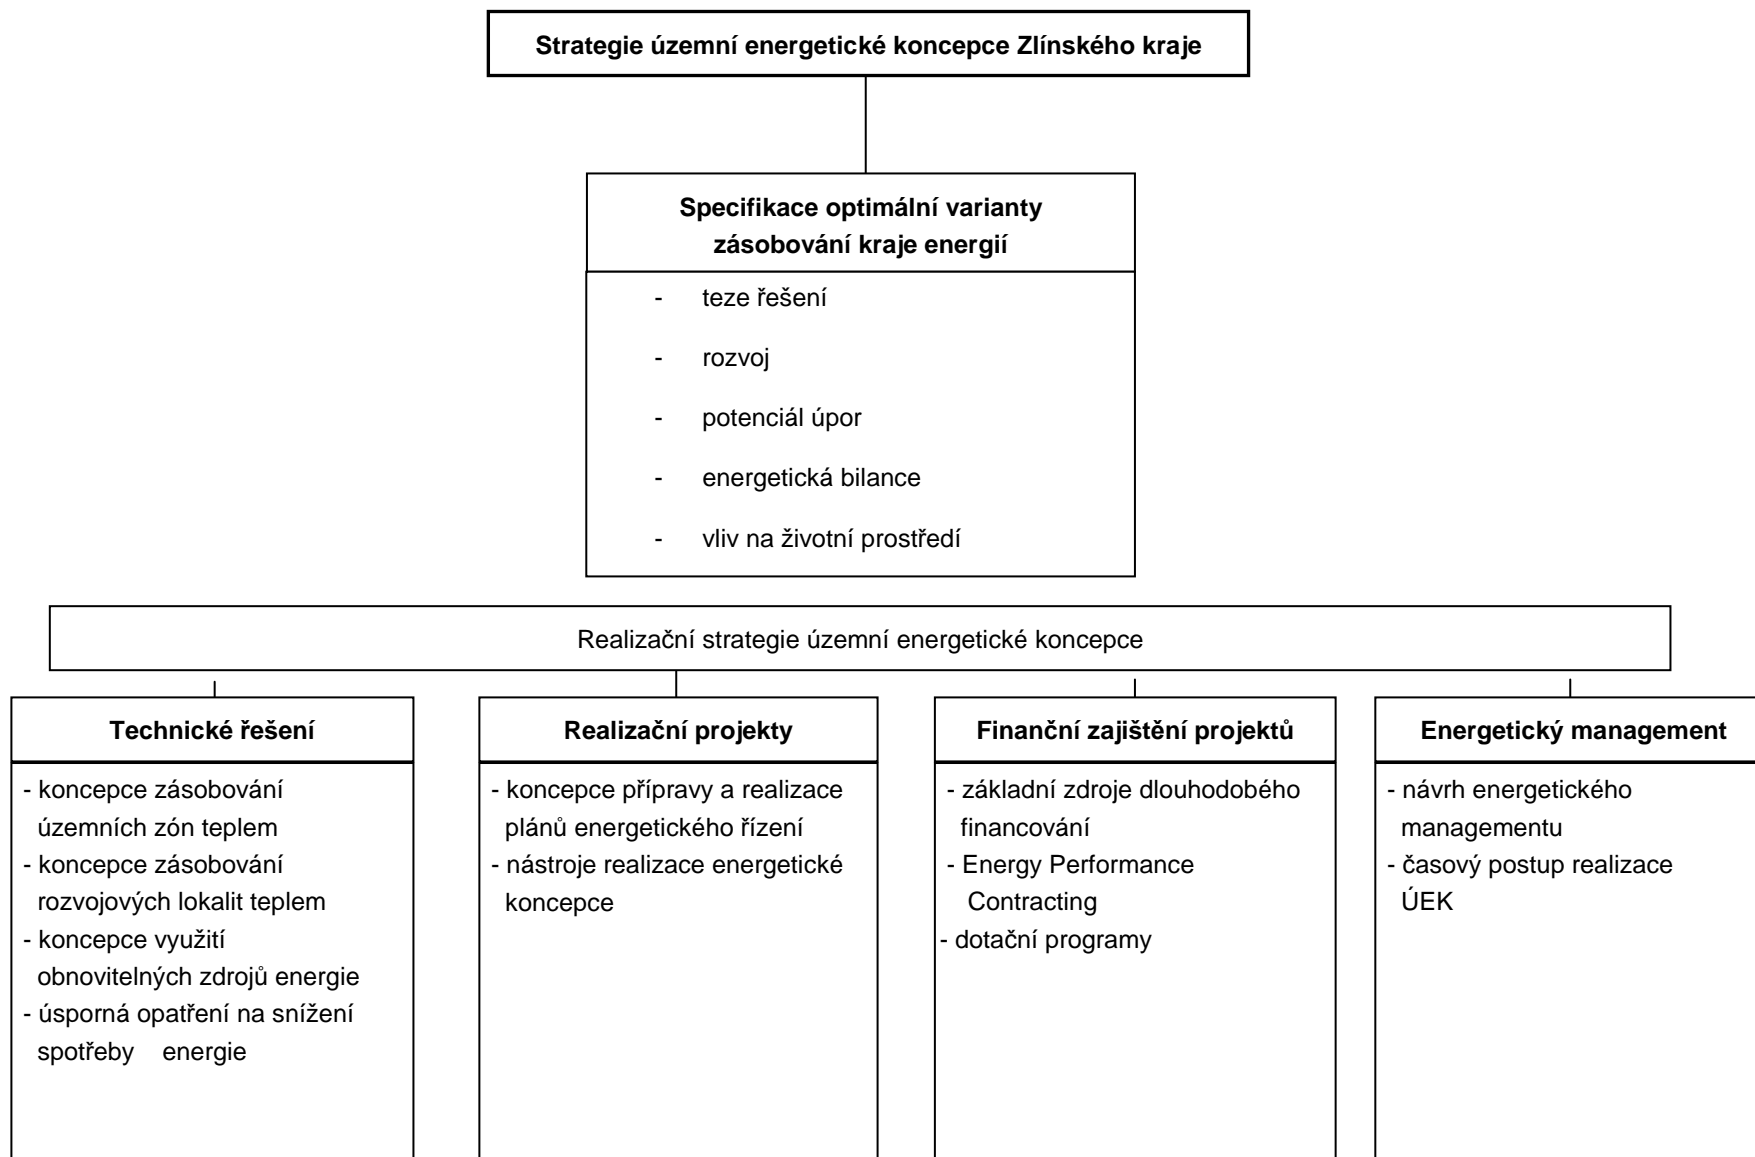 Strategie územní energetické koncepce Zlínského kraje
Specifikace optimální varianty
zásobování kraje energií
- teze řešení
- rozvoj
- potenciál úpor
- energetická bilance
- vliv na životní prostředí
Realizační strategie územní energetické koncepce
Technické řešení
- koncepce zásobování
územních zón teplem
- koncepce zásobování
rozvojových lokalit teplem
- koncepce využití
obnovitelných zdrojů energie
- úsporná opatření na snížení
spotřeby energie
Realizační projekty
- koncepce přípravy a realizace
plánů energetického řízení
- nástroje realizace energetické
koncepce
Finanční zajištění projektů
- základní zdroje dlouhodobého
financování
- Energy Performance
Contracting
- dotační programy
Energetický management
- návrh energetického
managementu
- časový postup realizace
ÚEK